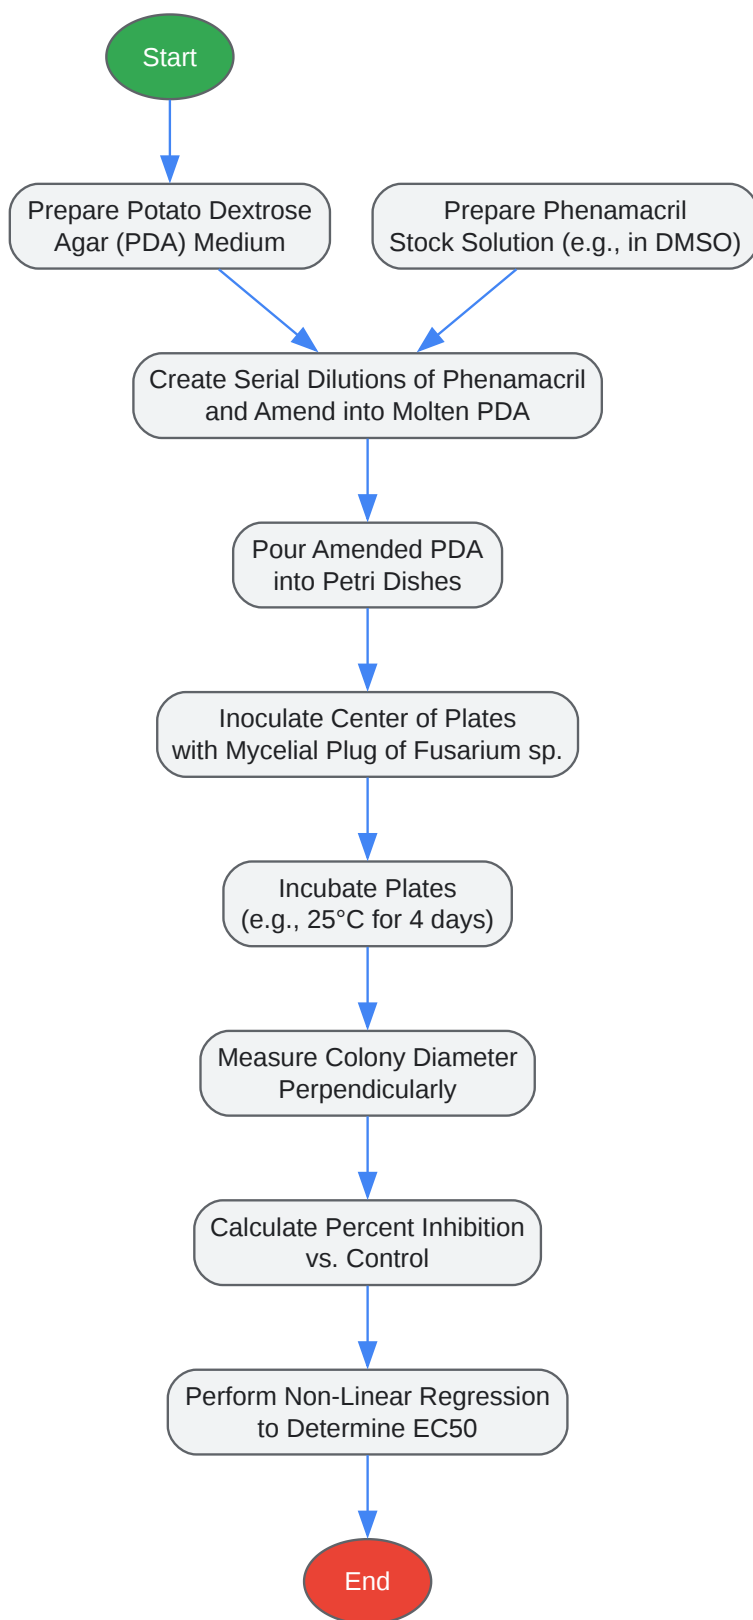 Start
Prepare Potato Dextrose
Agar (PDA) Medium
Prepare Phenamacril
Stock Solution (e.g., in DMSO)
Create Serial Dilutions of Phenamacril
and Amend into Molten PDA
Pour Amended PDA
into Petri Dishes
Inoculate Center of Plates
with Mycelial Plug of Fusarium sp.
Incubate Plates
(e.g., 25°C for 4 days)
Measure Colony Diameter
Perpendicularly
Calculate Percent Inhibition
vs. Control
Perform Non-Linear Regression
to Determine EC50
End